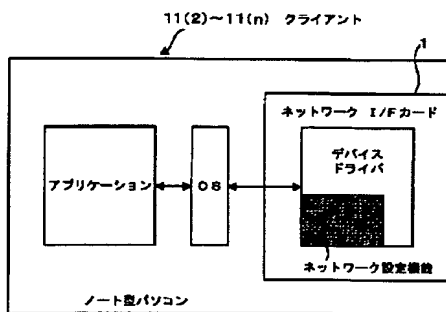 11(2)～11(n) クライアント
1
ネットワーク I/Fカード
デバイス
ドライバ
アプリケーション
OS
ネットワーク設定機能
ノート型パソコン